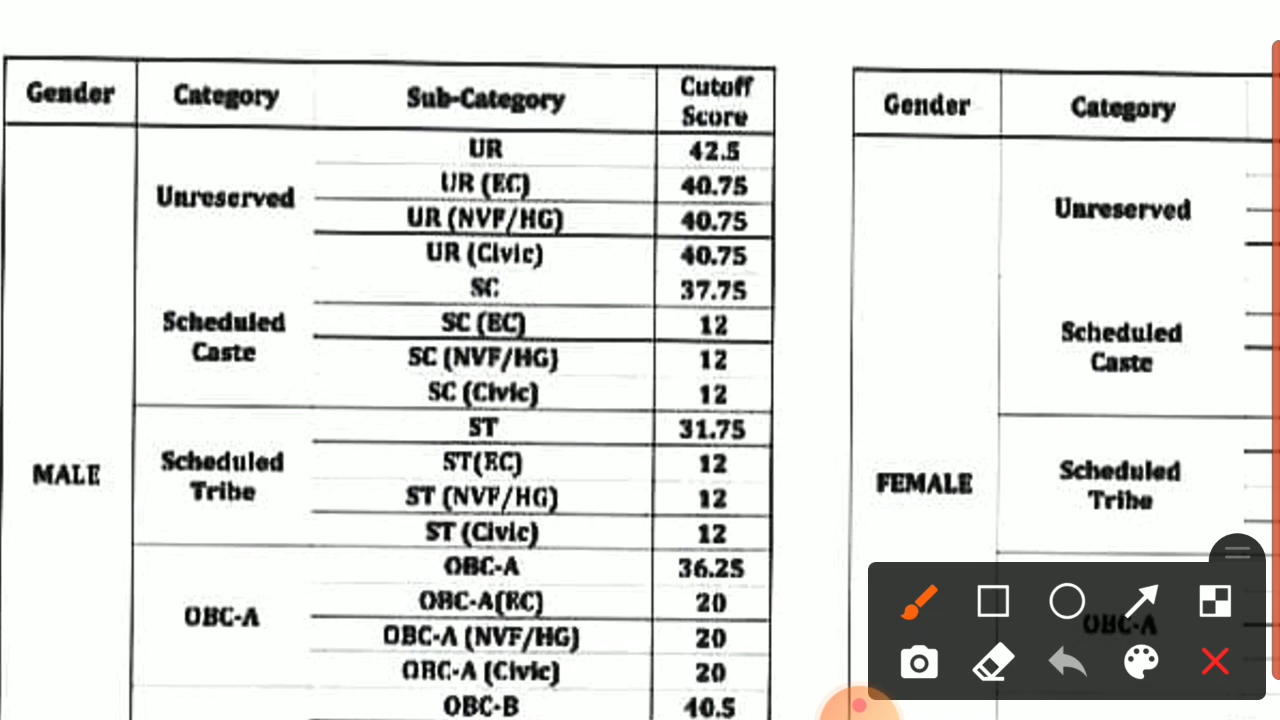 Gender Category Sub-Category Cutoff Score
MALE
Unreserved
UR 42.5
UR (EC) 40.75
UR (NVF/HG) 40.75
UR (Civic) 40.75
Scheduled Caste
SC 37.75
SC (EC) 12
SC (NVF/HG) 12
SC (Civic) 12
Scheduled Tribe
ST 31.75
ST(EC) 12
ST (NVF/HG) 12
ST (Civic) 12
OBC-A
OBC-A 36.25
OBC-A(EC) 20
OBC-A (NVF/HG) 20
OBC-A (Civic) 20
OBC-B 40.5
Gender Category
FEMALE
Unreserved
Scheduled Caste
Scheduled Tribe
OBC-A